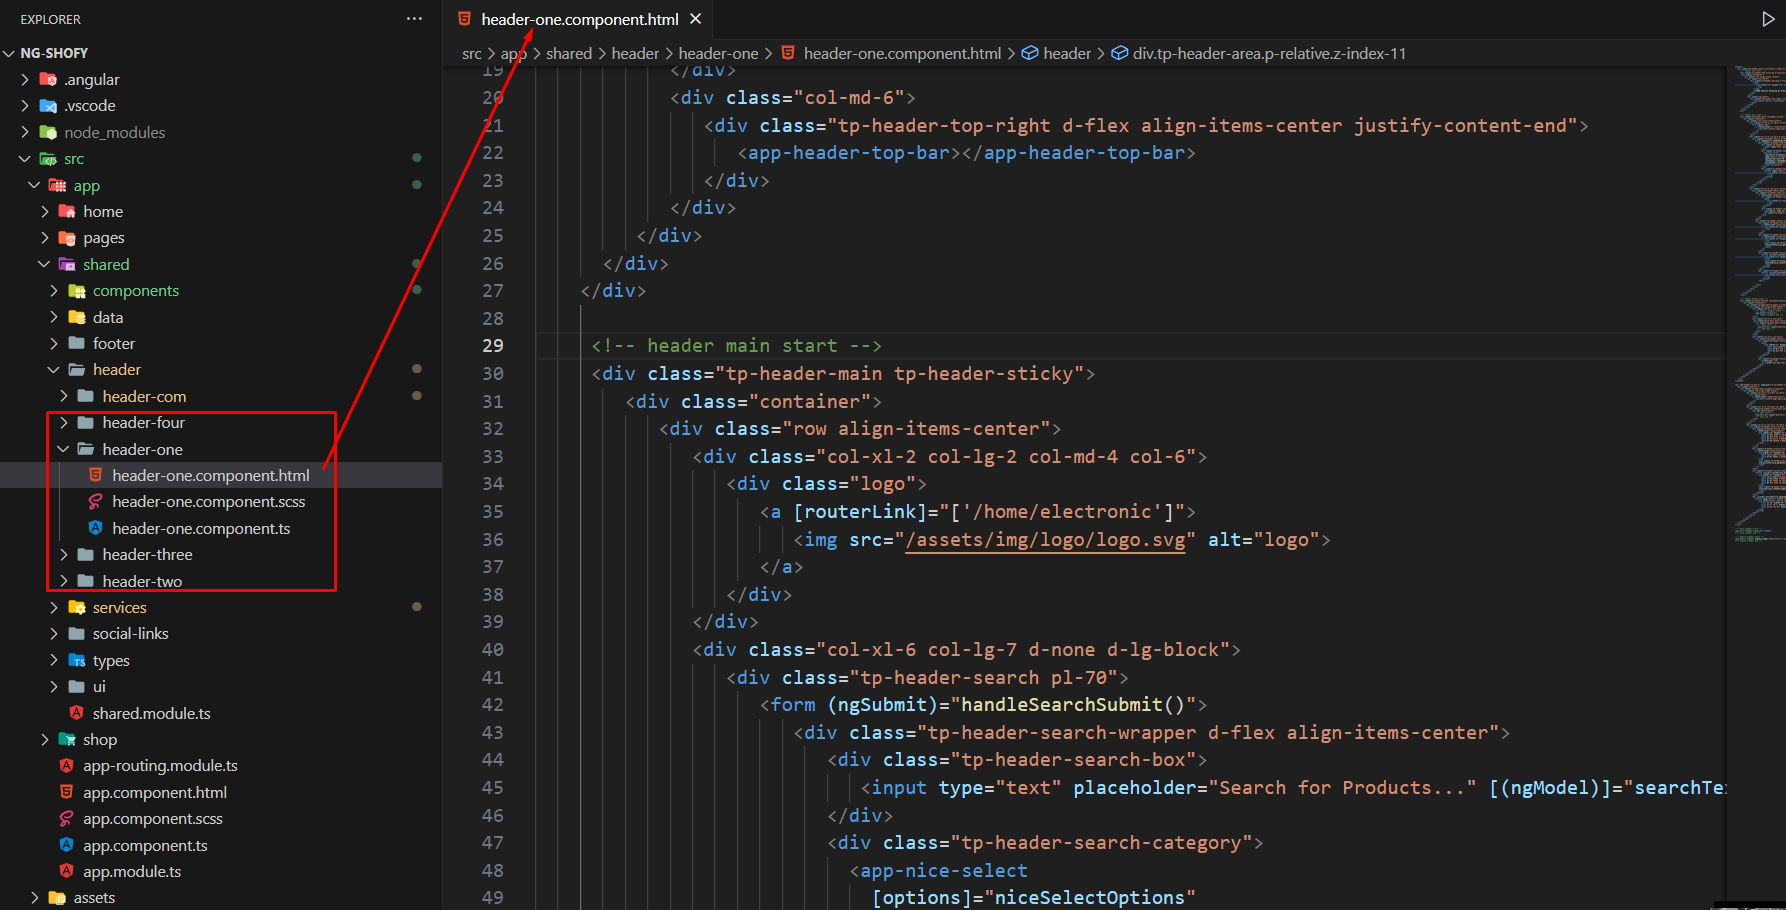 EXPLORER
···
NG-SHOFY
.angular
.vscode
node_modules
src
app
home
pages
shared
components
data
footer
header
header-com
header-four
header-one
header-one.component.html
header-one.component.scss
header-one.component.ts
header-three
header-two
services
social-links
types
ui
shared.module.ts
shop
app-routing.module.ts
app.component.html
app.component.scss
app.component.ts
app.module.ts
assets
header-one.component.html
src > app > shared > header > header-one > header-one.component.html > header > div.tp-header-area.p-relative.z-index-11
19 </div>
20 <div class="col-md-6">
21 <div class="tp-header-top-right d-flex align-items-center justify-content-end">
22 <app-header-top-bar></app-header-top-bar>
23 </div>
24 </div>
25 </div>
26 </div>
27 </div>
28
29 <!-- header main start -->
30 <div class="tp-header-main tp-header-sticky">
31 <div class="container">
32 <div class="row align-items-center">
33 <div class="col-xl-2 col-lg-2 col-md-4 col-6">
34 <div class="logo">
35 <a [routerLink]="['/home/electronic']">
36 <img src="/assets/img/logo/logo.svg" alt="logo">
37 </a>
38 </div>
39 </div>
40 <div class="col-xl-6 col-lg-7 d-none d-lg-block">
41 <div class="tp-header-search pl-70">
42 <form (ngSubmit)="handleSearchSubmit()">
43 <div class="tp-header-search-wrapper d-flex align-items-center">
44 <div class="tp-header-search-box">
45 <input type="text" placeholder="Search for Products..." [(ngModel)]="searchTex
46 </div>
47 <div class="tp-header-search-category">
48 <app-nice-select
49 [options]="niceSelectOptions"